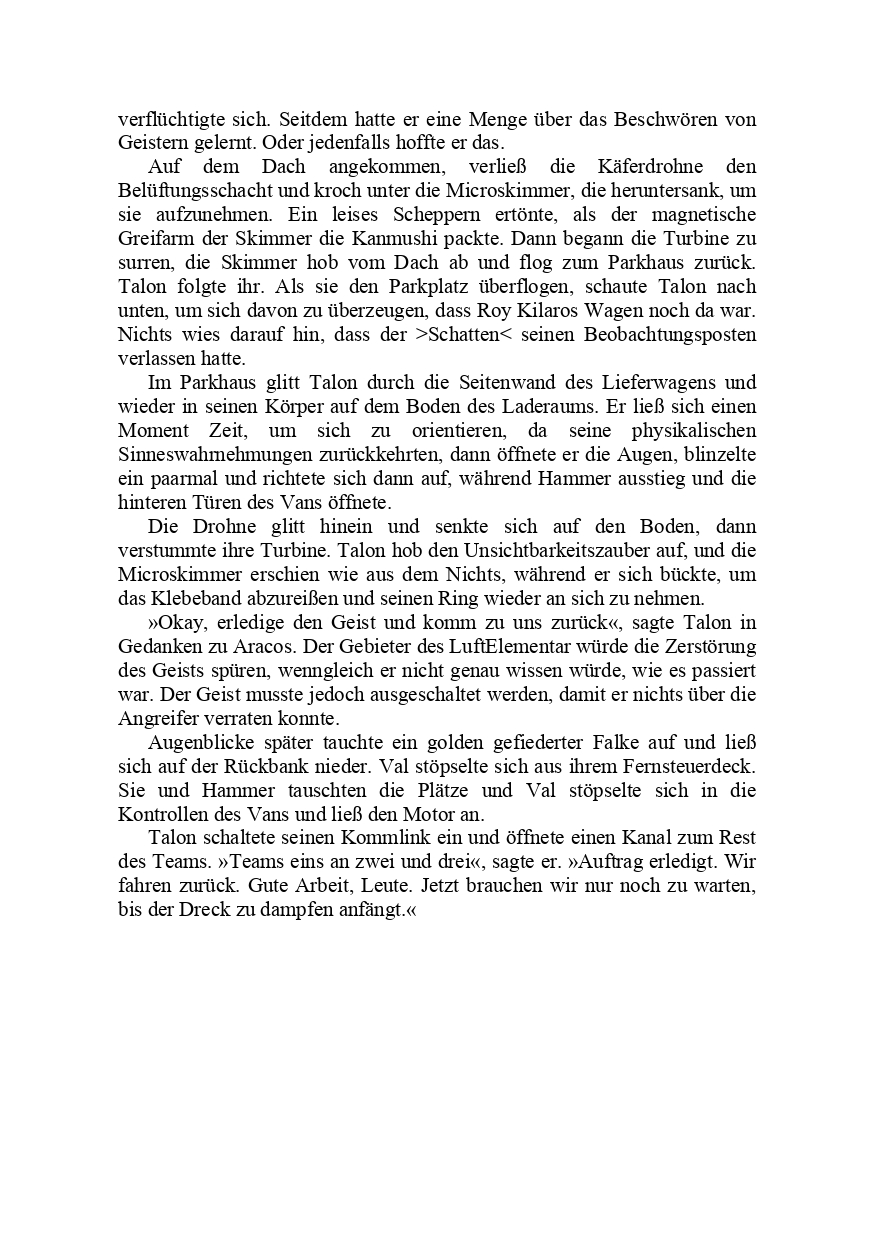 verflüchtigte sich. Seitdem hatte er eine Menge über das Beschwören von
Geistern gelernt. Oder jedenfalls hoffte er das.
Auf dem Dach angekommen, verließ die Käferdrohne den
Belüftungsschacht und kroch unter die Microskimmer, die heruntersank, um
sie aufzunehmen. Ein leises Scheppern ertönte, als der magnetische
Greifarm der Skimmer die Kanmushi packte. Dann begann die Turbine zu
surren, die Skimmer hob vom Dach ab und flog zum Parkhaus zurück.
Talon folgte ihr. Als sie den Parkplatz überflogen, schaute Talon nach
unten, um sich davon zu überzeugen, dass Roy Kilaros Wagen noch da war.
Nichts wies darauf hin, dass der >Schatten< seinen Beobachtungsposten
verlassen hatte.
Im Parkhaus glitt Talon durch die Seitenwand des Lieferwagens und
wieder in seinen Körper auf dem Boden des Laderaums. Er ließ sich einen
Moment Zeit, um sich zu orientieren, da seine physikalischen
Sinneswahrnehmungen zurückkehrten, dann öffnete er die Augen, blinzelte
ein paarmal und richtete sich dann auf, während Hammer ausstieg und die
hinteren Türen des Vans öffnete.
Die Drohne glitt hinein und senkte sich auf den Boden, dann
verstummte ihre Turbine. Talon hob den Unsichtbarkeitszauber auf, und die
Microskimmer erschien wie aus dem Nichts, während er sich bückte, um
das Klebeband abzureißen und seinen Ring wieder an sich zu nehmen.
»Okay, erledige den Geist und komm zu uns zurück«, sagte Talon in
Gedanken zu Aracos. Der Gebieter des LuftElementar würde die Zerstörung
des Geists spüren, wenngleich er nicht genau wissen würde, wie es passiert
war. Der Geist musste jedoch ausgeschaltet werden, damit er nichts über die
Angreifer verraten konnte.
Augenblicke später tauchte ein golden gefiederter Falke auf und ließ
sich auf der Rückbank nieder. Val stöpselte sich aus ihrem Fernsteuerdeck.
Sie und Hammer tauschten die Plätze und Val stöpselte sich in die
Kontrollen des Vans und ließ den Motor an.
Talon schaltete seinen Kommlink ein und öffnete einen Kanal zum Rest
des Teams. »Teams eins an zwei und drei«, sagte er. »Auftrag erledigt. Wir
fahren zurück. Gute Arbeit, Leute. Jetzt brauchen wir nur noch zu warten,
bis der Dreck zu dampfen anfängt.«